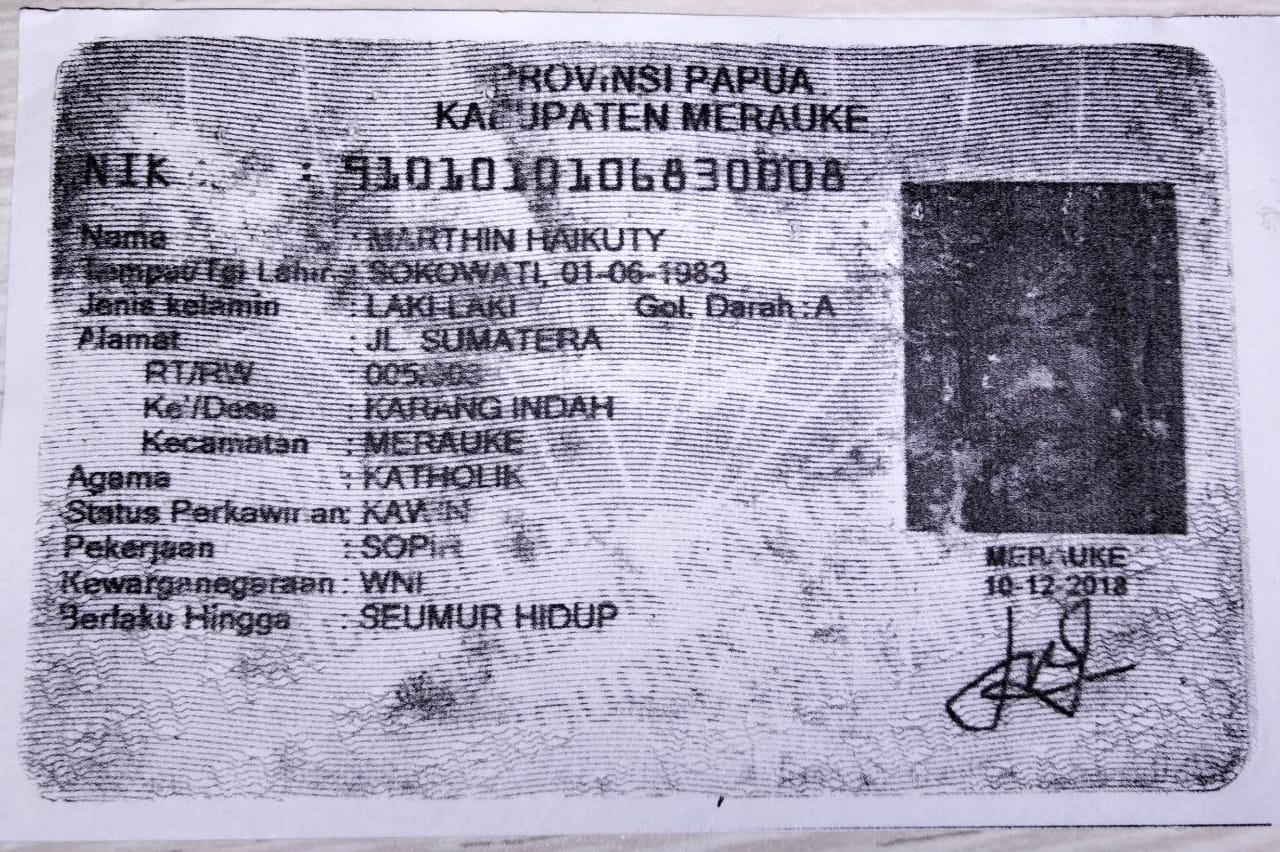 PROVINSI PAPUA
KABUPATEN MERAUKE
NIK : 9101010106830008
Nama : MARTHIN HAIKUTY
Tempat/Tgl Lahir : SOKOWATI, 01-06-1983
Jenis kelamin : LAKI-LAKI Gol. Darah : A
Alamat : JL SUMATERA
RT/RW : 005/003
Kel/Desa : KARANG INDAH
Kecamatan : MERAUKE
Agama : KATHOLIK
Status Perkawinan: KAWIN
Pekerjaan : SOPIR
Kewarganegaraan : WNI
Berlaku Hingga : SEUMUR HIDUP
MERAUKE
10-12-2018